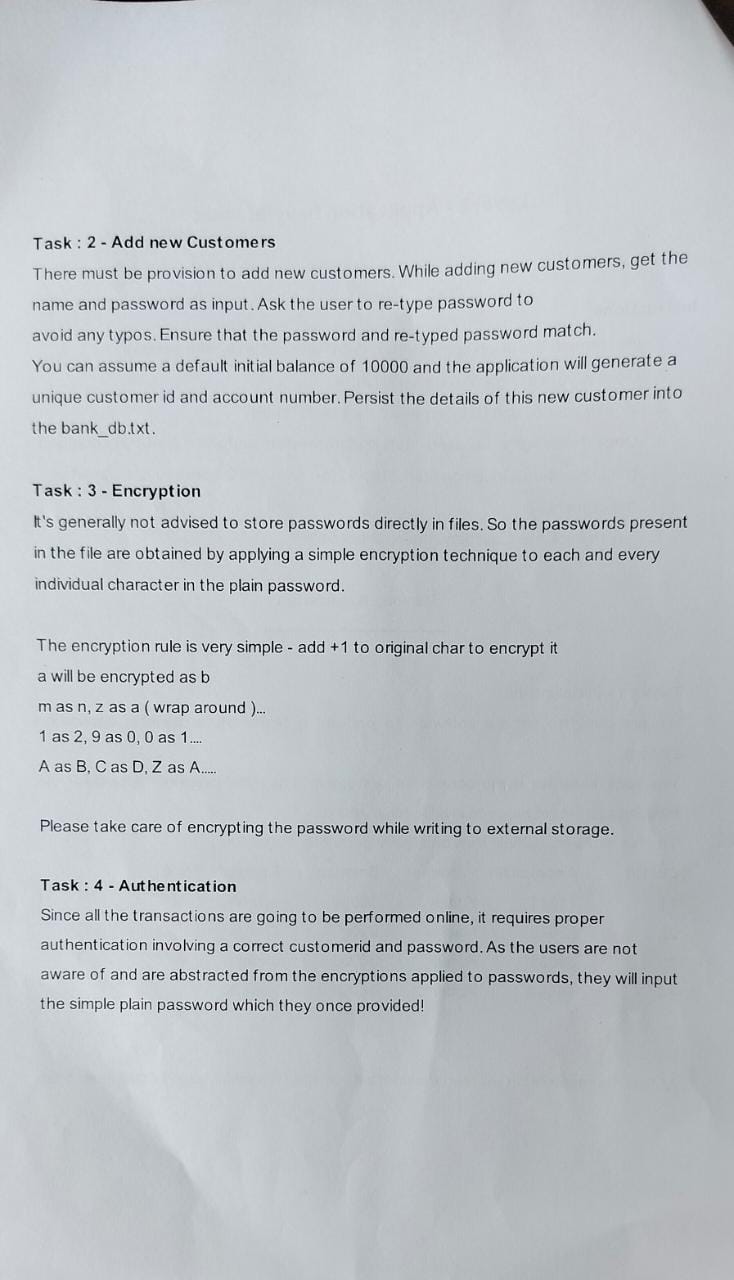 Task : 2 - Add new Customers
There must be provision to add new customers. While adding new customers, get the
name and password as input. Ask the user to re-type password to
avoid any typos. Ensure that the password and re-typed password match.
You can assume a default initial balance of 10000 and the application will generate a
unique customer id and account number. Persist the details of this new customer into
the bank_db.txt.
Task : 3 - Encryption
It's generally not advised to store passwords directly in files. So the passwords present
in the file are obtained by applying a simple encryption technique to each and every
individual character in the plain password.
The encryption rule is very simple - add +1 to original char to encrypt it
a will be encrypted as b
m as n, z as a ( wrap around )...
1 as 2, 9 as 0, 0 as 1....
A as B, C as D, Z as A.....
Please take care of encrypting the password while writing to external storage.
Task : 4 - Authentication
Since all the transactions are going to be performed online, it requires proper
authentication involving a correct customerid and password. As the users are not
aware of and are abstracted from the encryptions applied to passwords, they will input
the simple plain password which they once provided!